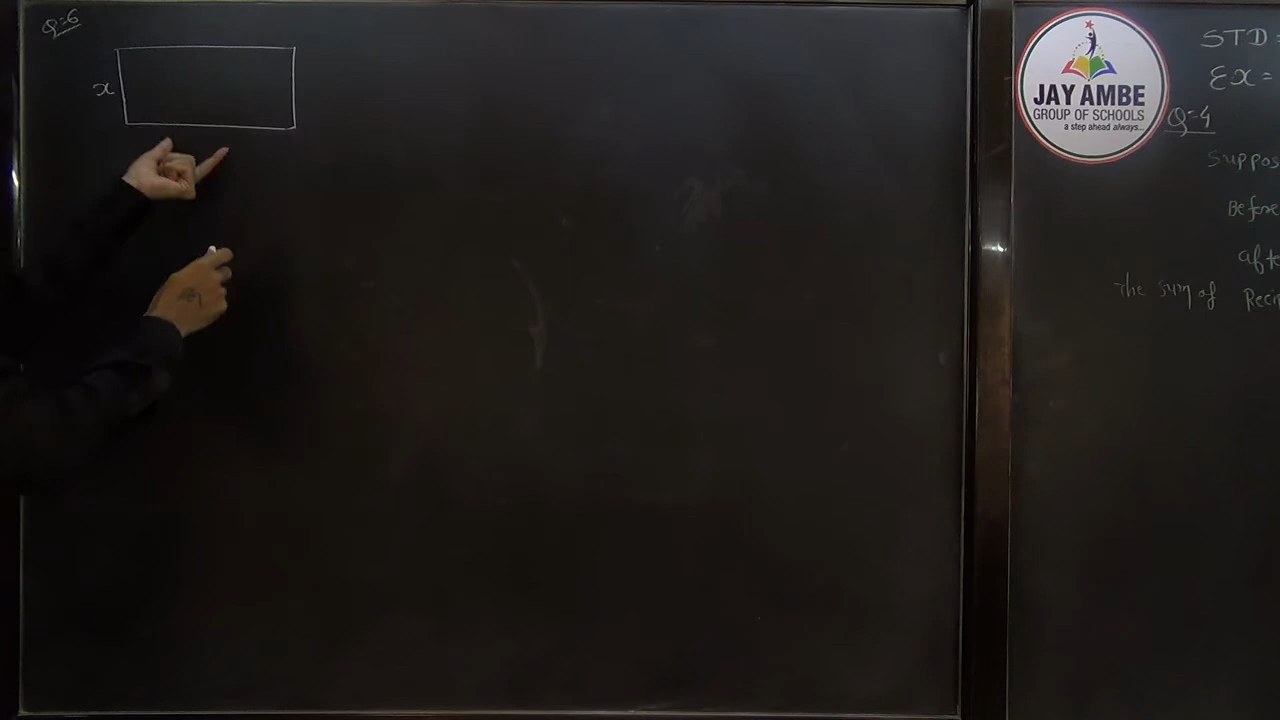 Q=6
x
JAY AMBE
GROUP OF SCHOOLS
a step ahead always...
STD =
Ex =
Q=4
Suppos
Before
afte
The sum of Reci